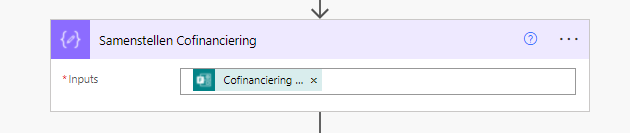 Samenstellen Cofinanciering
*Inputs
Cofinanciering ... ×